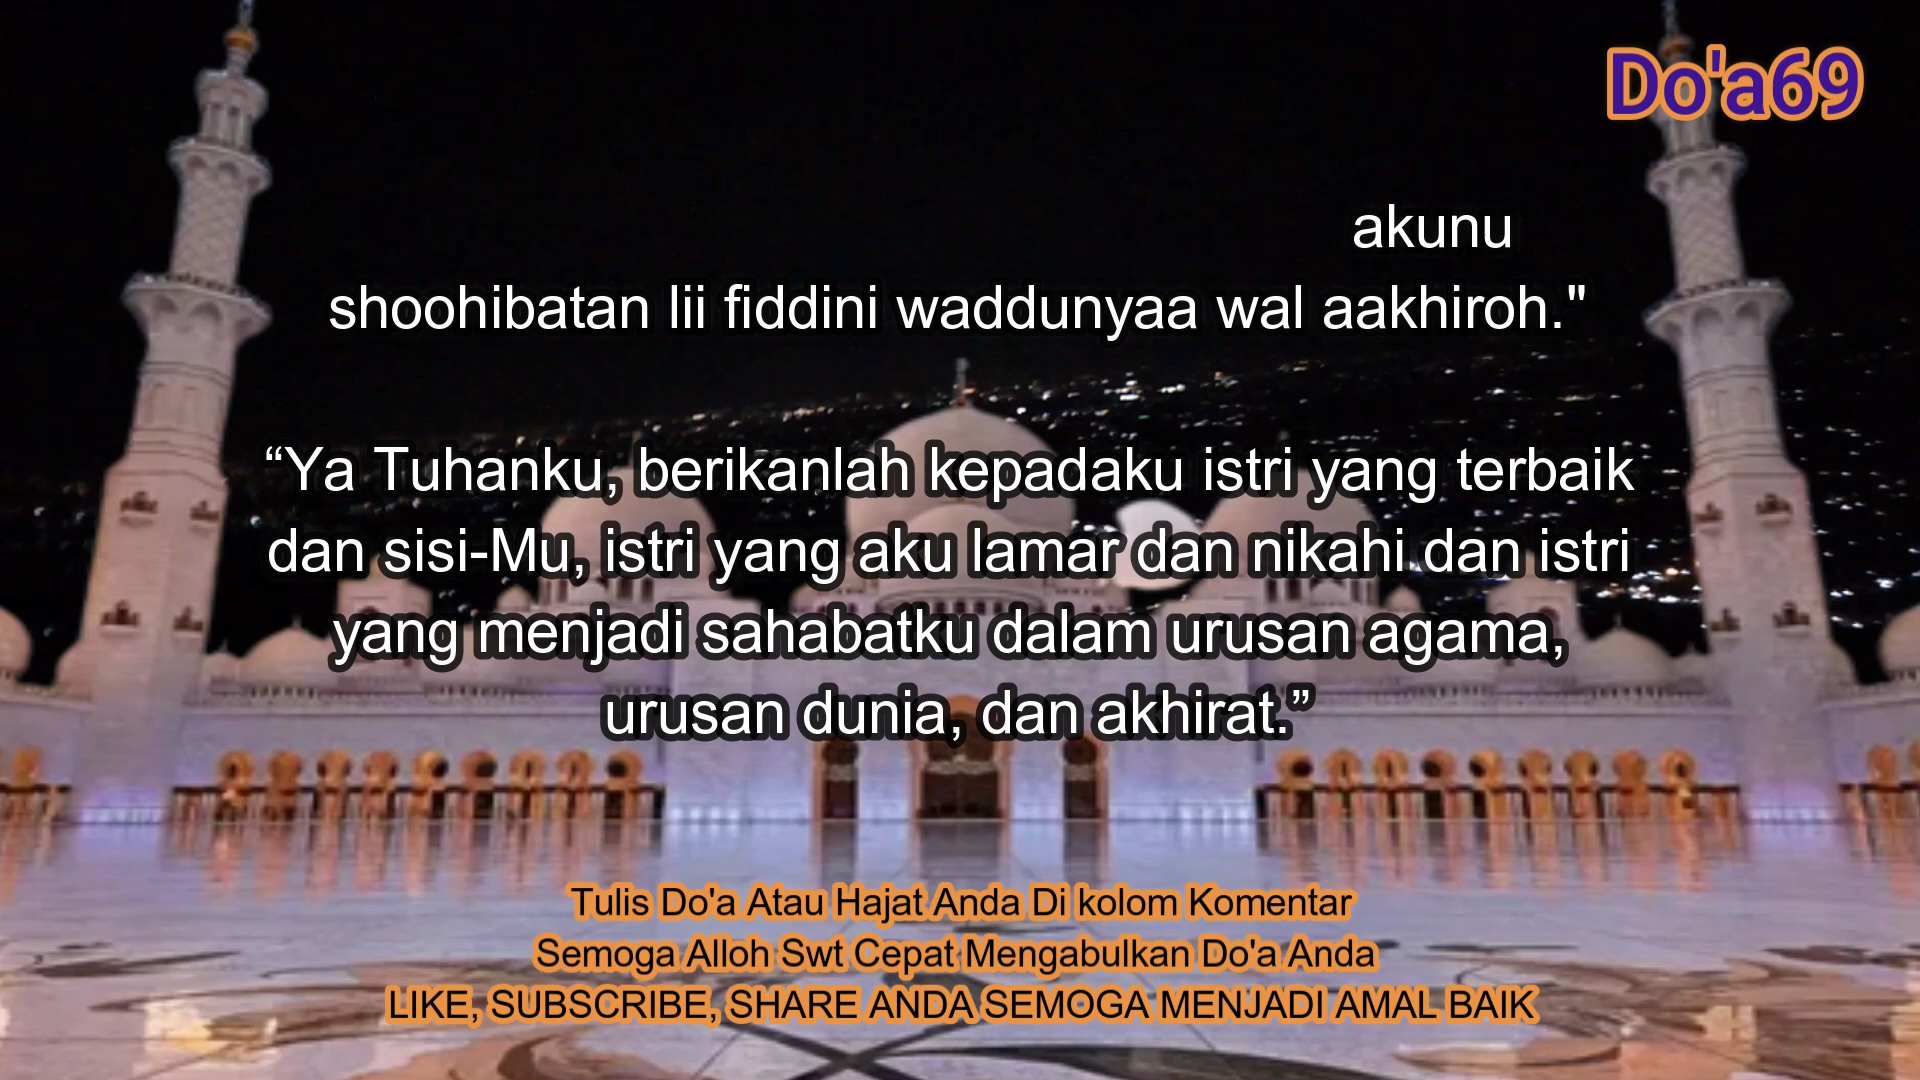 Do'a69
akunu
shoohibatan lii fiddini waddunyaa wal aakhiroh."
“Ya Tuhanku, berikanlah kepadaku istri yang terbaik
dan sisi-Mu, istri yang aku lamar dan nikahi dan istri
yang menjadi sahabatku dalam urusan agama,
urusan dunia, dan akhirat.”
Tulis Do'a Atau Hajat Anda Di kolom Komentar
Semoga Alloh Swt Cepat Mengabulkan Do'a Anda
LIKE, SUBSCRIBE, SHARE ANDA SEMOGA MENJADI AMAL BAIK